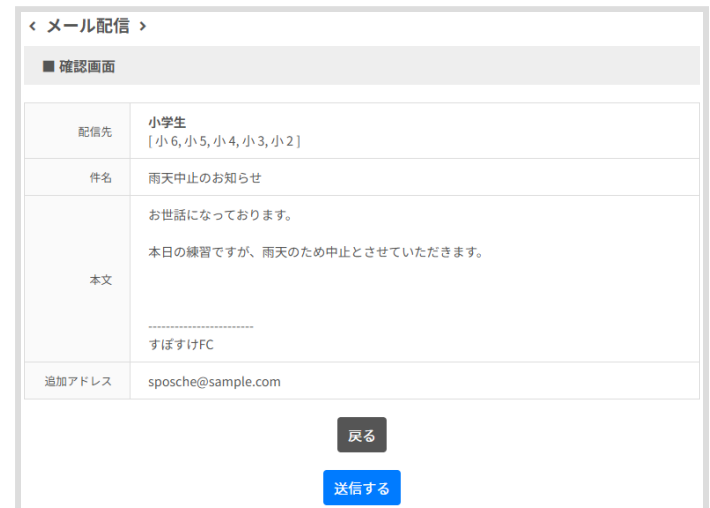 ‹ メール配信 ›
■ 確認画面
配信先
小学生
[ 小６, 小５, 小４, 小３, 小２ ]
件名
雨天中止のお知らせ
本文
お世話になっております。
本日の練習ですが、雨天のため中止とさせていただきます。
------------------------
すぽすけFC
追加アドレス
sposche@sample.com
戻る
送信する